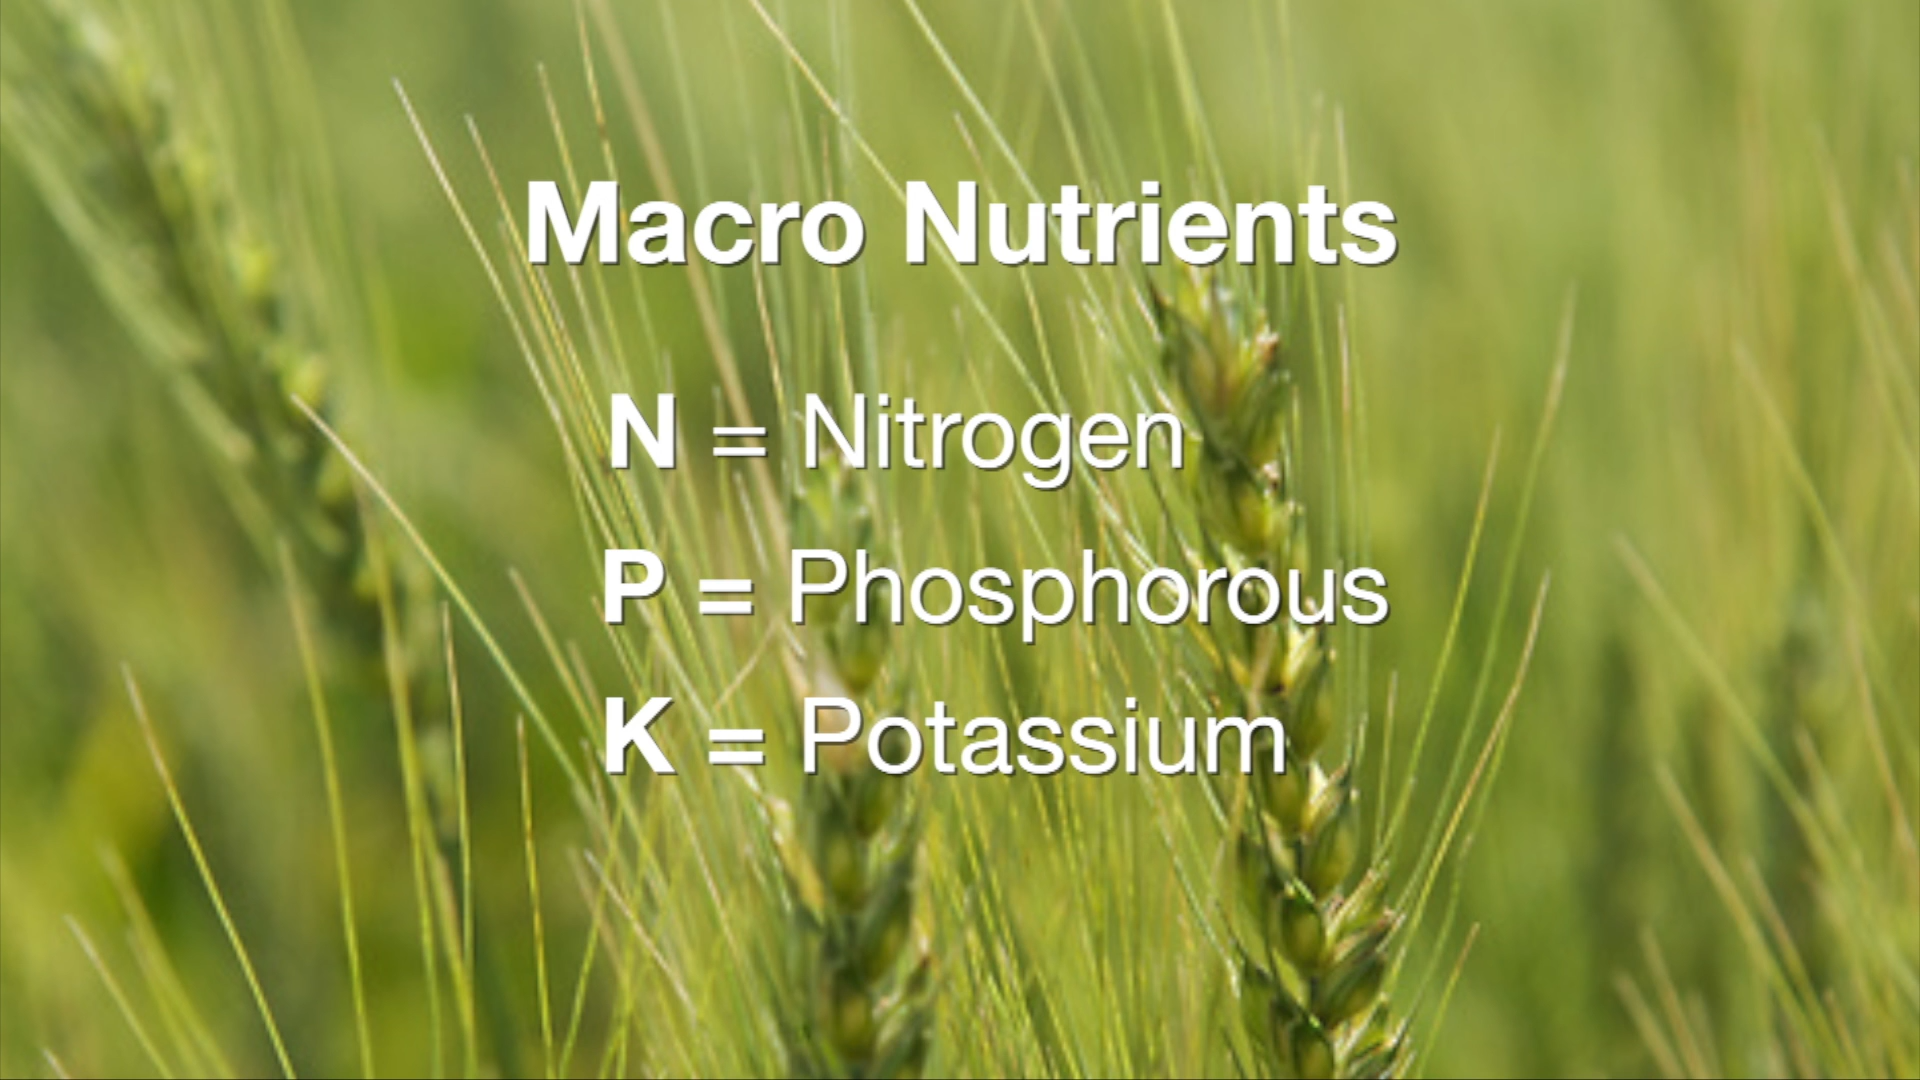 Macro Nutrients
N = Nitrogen
P = Phosphorous
K = Potassium